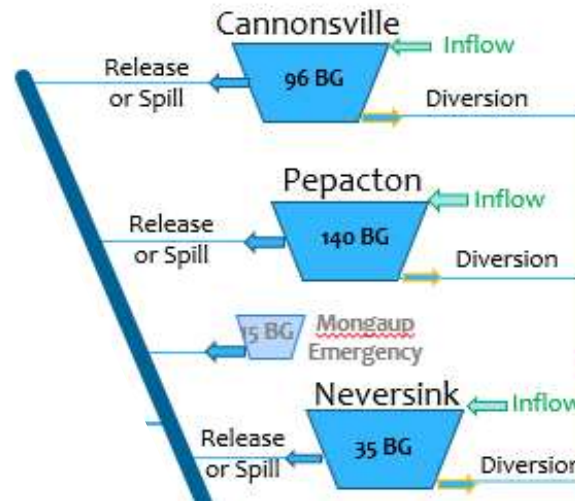 Cannonsville
Inflow
Release
or Spill
96 BG
Diversion
Pepacton
Inflow
Release
or Spill
140 BG
Diversion
15 BG
Mongaup
Emergency
Neversink
Inflow
Release
or Spill
35 BG
Diversion